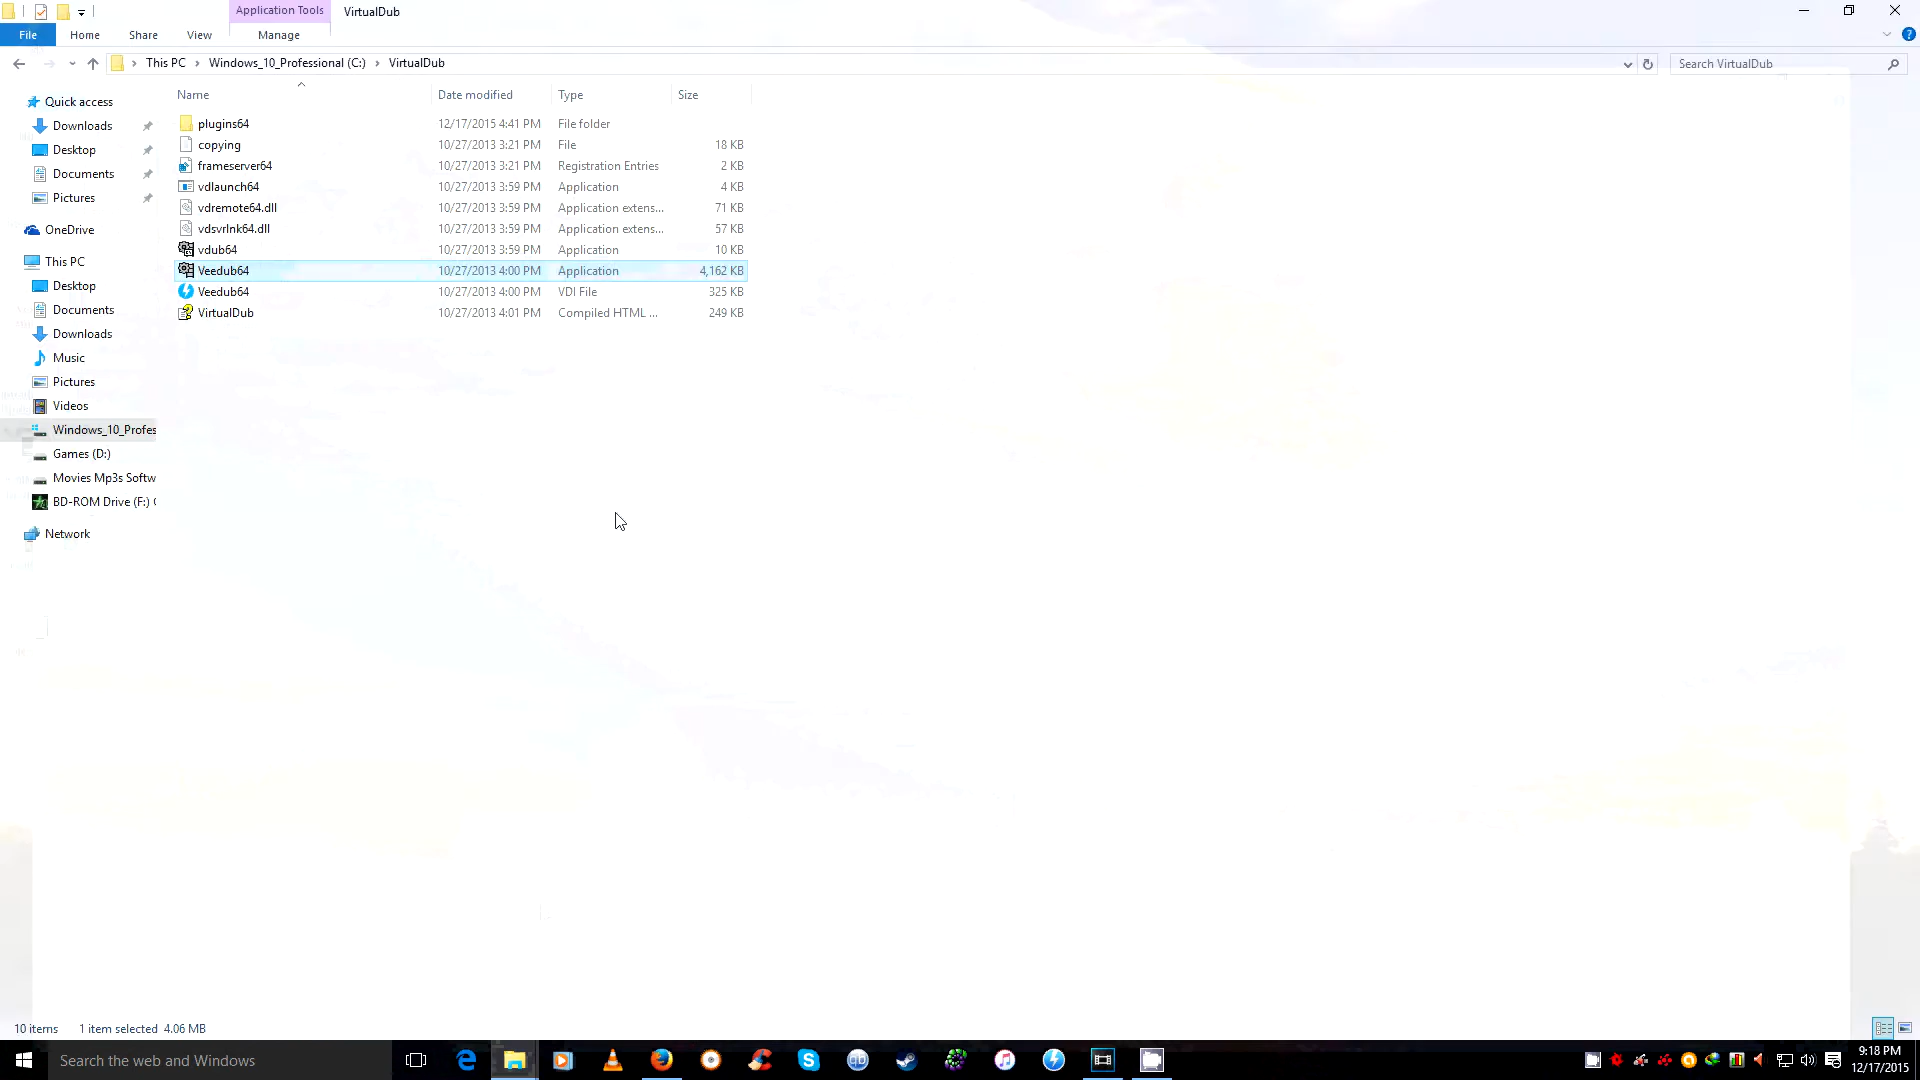 Application Tools VirtualDub
File Home Share View Manage
This PC Windows_10_Professional (C:) VirtualDub Search VirtualDub
Name Date modified Type Size
Quick access
Downloads
Desktop
Documents
Pictures
OneDrive
This PC
Desktop
Documents
Downloads
Music
Pictures
Videos
Windows_10_Profes
Games (D:)
Movies Mp3s Softw
BD-ROM Drive (F:)
Network
plugins64 12/17/2015 4:41 PM File folder
copying 10/27/2013 3:21 PM File 18 KB
frameserver64 10/27/2013 3:21 PM Registration Entries 2 KB
vdlaunch64 10/27/2013 3:59 PM Application 4 KB
vdremote64.dll 10/27/2013 3:59 PM Application extens... 71 KB
vdsvrlnk64.dll 10/27/2013 3:59 PM Application extens... 57 KB
vdub64 10/27/2013 3:59 PM Application 10 KB
Veedub64 10/27/2013 4:00 PM Application 4,162 KB
Veedub64 10/27/2013 4:00 PM VDI File 325 KB
VirtualDub 10/27/2013 4:01 PM Compiled HTML ... 249 KB
10 items 1 item selected 4.06 MB
Search the web and Windows
9:18 PM
12/17/2015